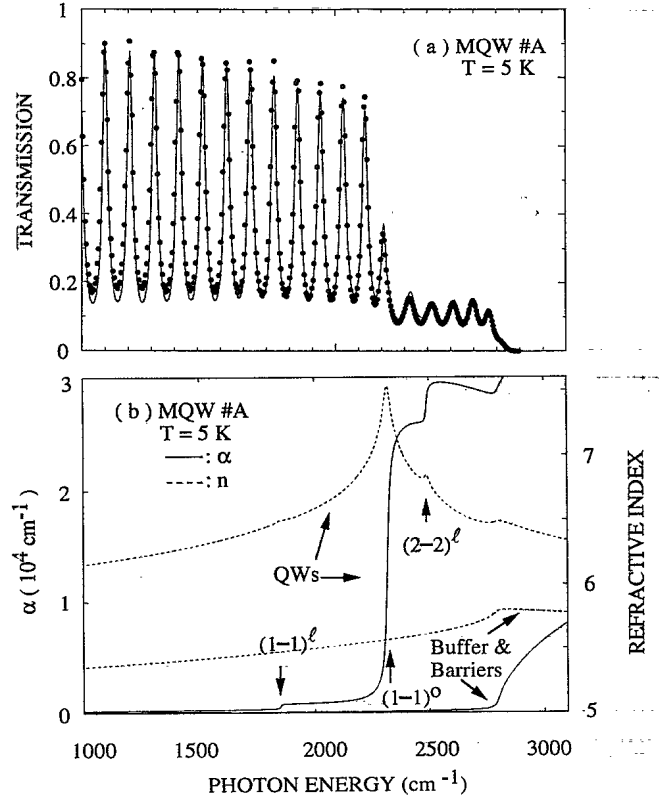 1
0.8
0.6
0.4
0.2
0
TRANSMISSION
( a ) MQW #A
T = 5 K
3
2
1
0
α ( 10⁴ cm⁻¹ )
( b ) MQW #A
T = 5 K
: α
: n
QWs
(1–1)ℓ
(2–2)ℓ
(1–1)o
Buffer &
Barriers
7
6
5
REFRACTIVE INDEX
1000 1500 2000 2500 3000
PHOTON ENERGY (cm⁻¹)